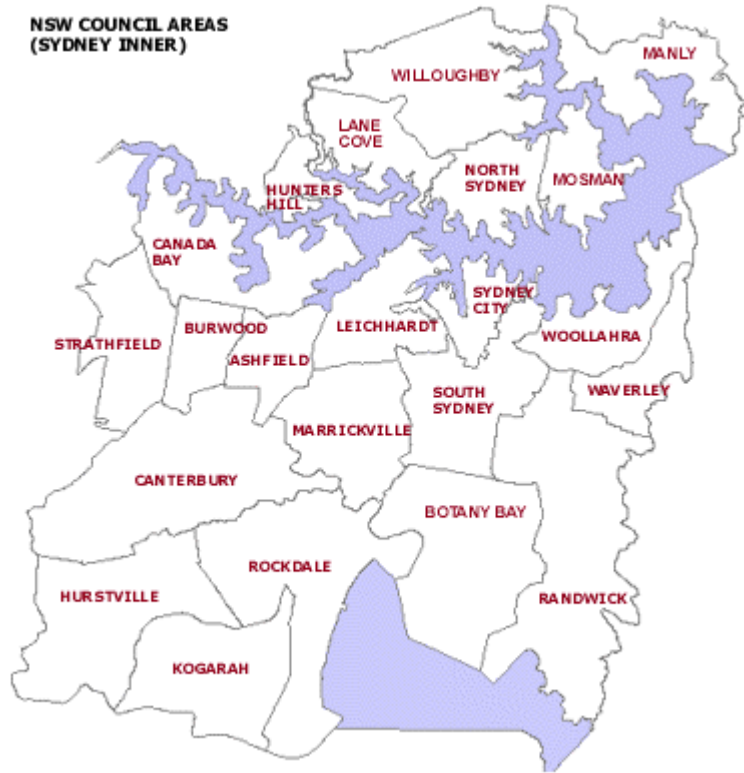 NSW COUNCIL AREAS
(SYDNEY INNER)
MANLY
WILLOUGHBY
LANE
COVE
NORTH
SYDNEY
MOSMAN
HUNTERS
HILL
CANADA
BAY
SYDNEY
CITY
STRATHFIELD
BURWOOD
ASHFIELD
LEICHHARDT
WOOLLAHRA
WAVERLEY
SOUTH
SYDNEY
MARRICKVILLE
CANTERBURY
BOTANY BAY
ROCKDALE
HURSTVILLE
RANDWICK
KOGARAH